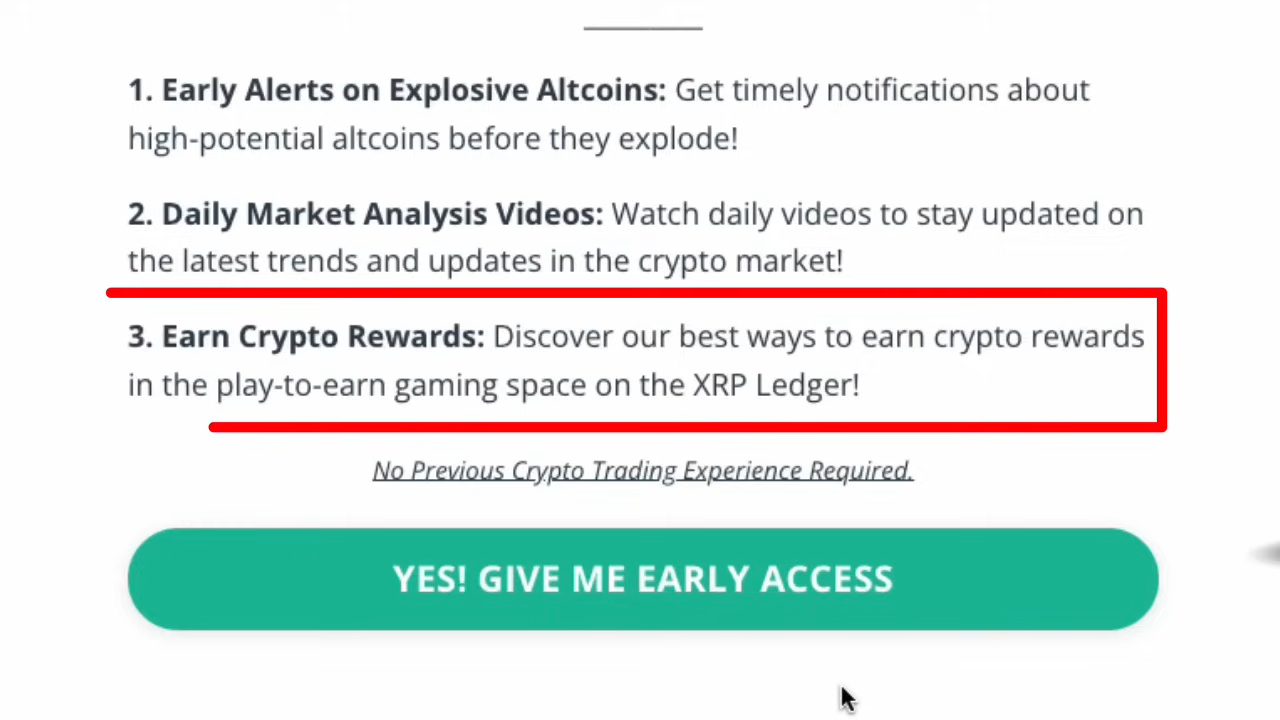 1. Early Alerts on Explosive Altcoins: Get timely notifications about
high-potential altcoins before they explode!
2. Daily Market Analysis Videos: Watch daily videos to stay updated on
the latest trends and updates in the crypto market!
3. Earn Crypto Rewards: Discover our best ways to earn crypto rewards
in the play-to-earn gaming space on the XRP Ledger!
No Previous Crypto Trading Experience Required.
YES! GIVE ME EARLY ACCESS